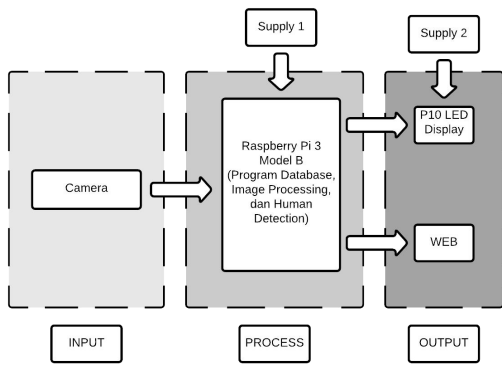 Supply 1
Supply 2
P10 LED
Display
Raspberry Pi 3
Model B
(Program Database,
Image Processing,
dan Human
Detection)
Camera
WEB
INPUT
PROCESS
OUTPUT